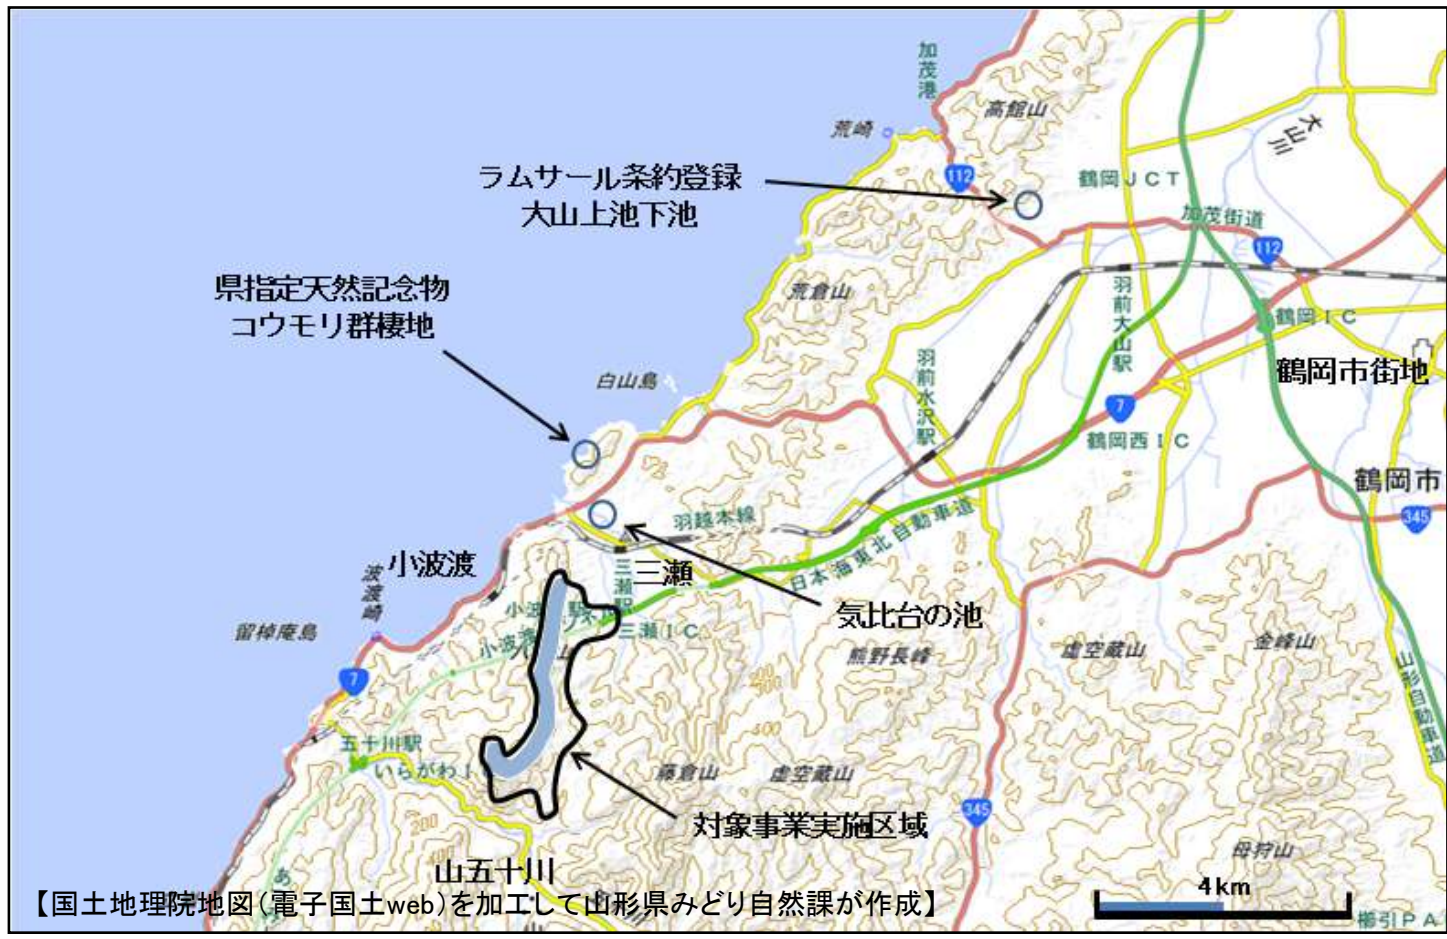 加茂港
高館山
荒崎
大山川
ラムサール条約登録
大山上池下池
112
鶴岡JCT
加茂街道
112
県指定天然記念物
コウモリ群棲地
荒倉山
羽前大山駅
鶴岡IC
白山島
羽前水沢駅
鶴岡市街地
7
鶴岡西IC
鶴岡市
345
羽越本線
日本海東北自動車道
小波渡
三瀬
三瀬駅
波渡崎
気比台の池
留棹庵島
三瀬IC
熊野長峰
虚空蔵山
金峰山
7
山形自動車道
五十川駅
いらがわI
藤倉山
虚空蔵山
対象事業実施区域
345
200
母狩山
山五十川
4km
【国土地理院地図(電子国土web)を加工して山形県みどり自然課が作成】
櫛引PA